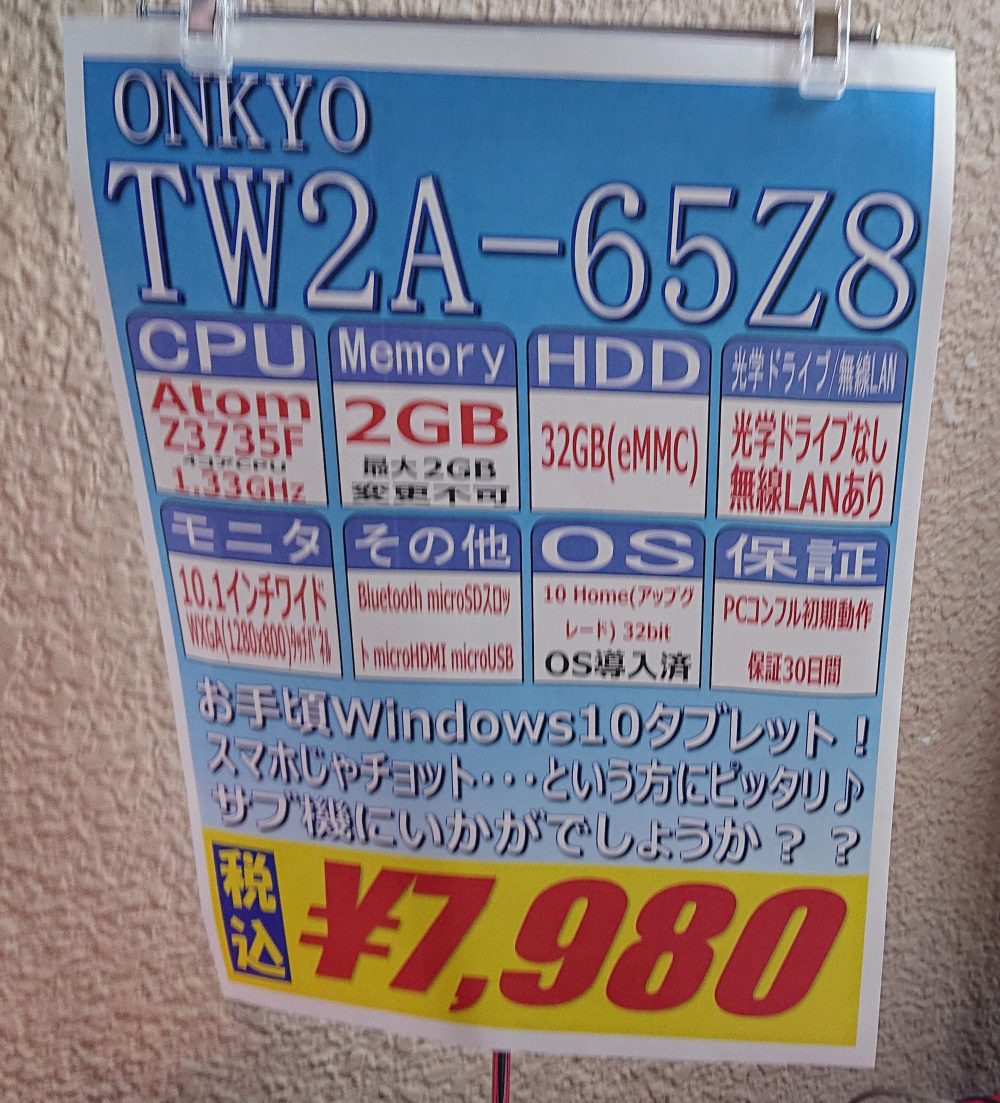 ONKYO
TW2A-65Z8
CPU
Atom
Z3735F
1.33GHz
Memory
2GB
最大2GB
変更不可
HDD
32GB(eMMC)
光学ドライブ/無線LAN
光学ドライブなし
無線LANあり
モニタ
10.1インチワイド
WXGA(1280x800)ﾀｯﾁﾊﾟﾈﾙ
その他
Bluetooth microSDスロッ
ト microHDMI microUSB
OS
10 Home(アップグ
レード) 32bit
OS導入済
保証
PCコンフル初期動作
保証30日間
お手頃Windows10タブレット！
スマホじゃチョット・・・という方にピッタリ♪
サブ機にいかがでしょうか？？
税込
¥7,980